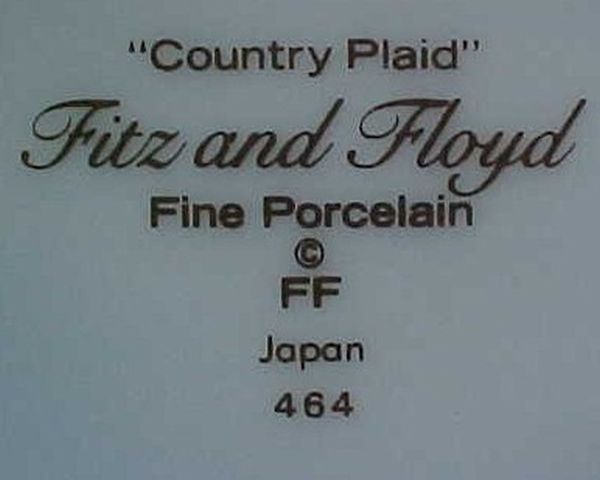 “Country Plaid”
Fitz and Floyd
Fine Porcelain
©
FF
Japan
464